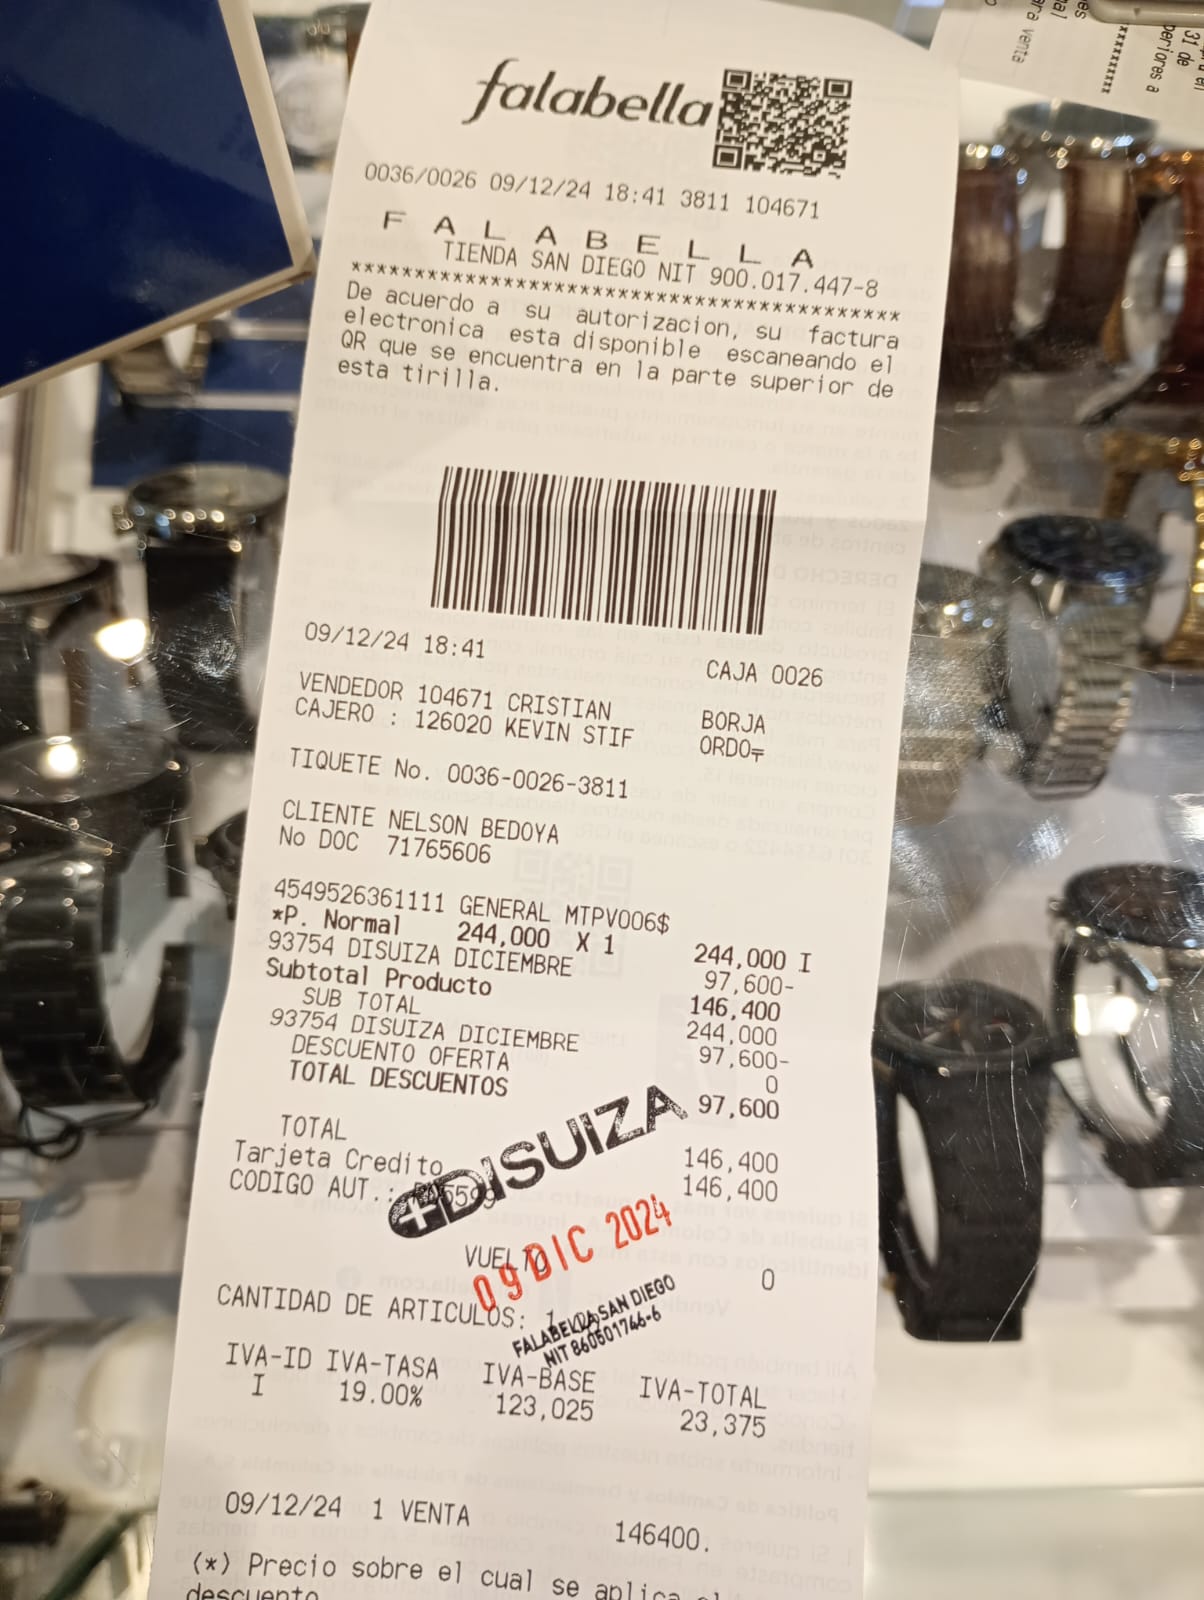 falabella
0036/0026 09/12/24 18:41 3811 104671
F A L A B E L L A
TIENDA SAN DIEGO NIT 900.017.447-8
******************************************
De acuerdo a su autorizacion, su factura
electronica esta disponible escaneando el
QR que se encuentra en la parte superior de
esta tirilla.
09/12/24 18:41 CAJA 0026
VENDEDOR 104671 CRISTIAN BORJA
CAJERO : 126020 KEVIN STIF ORDO
TIQUETE No. 0036-0026-3811
CLIENTE NELSON BEDOYA
No DOC 71765606
4549526361111 GENERAL MTPV006$
*P. Normal 244,000 X 1 244,000 I
93754 DISUIZA DICIEMBRE 97,600-
Subtotal Producto 146,400
SUB TOTAL 244,000
93754 DISUIZA DICIEMBRE 97,600-
DESCUENTO OFERTA 0
TOTAL DESCUENTOS 97,600
TOTAL 146,400
Tarjeta Credito 146,400
CODIGO AUT.:
DISUIZA
VUELTO 0
09 DIC 2024
CANTIDAD DE ARTICULOS: 1
FALABELLA SAN DIEGO
NIT 860501746-6
IVA-ID IVA-TASA IVA-BASE IVA-TOTAL
I 19.00% 123,025 23,375
09/12/24 1 VENTA 146400.
(*) Precio sobre el cual se aplica el
descuento